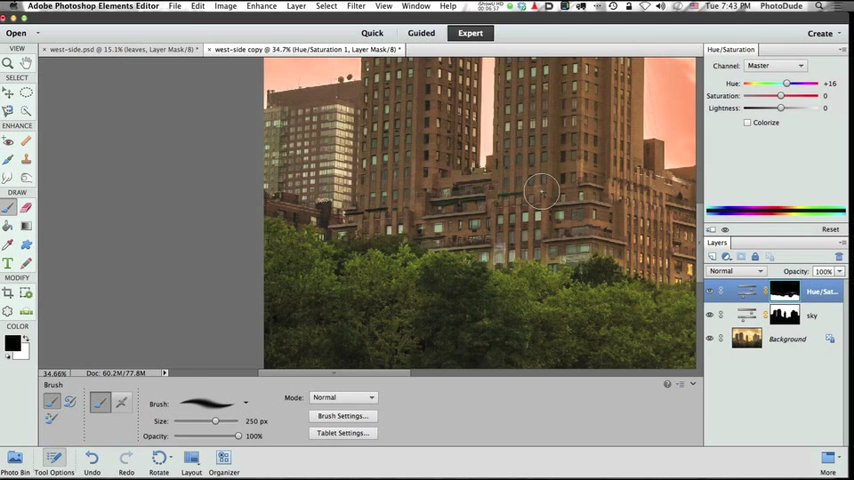 Adobe Photoshop Elements Editor File Edit Image Enhance Layer Select Filter View Window Help
Tue 7:43 PM PhotoDude
Open Quick Guided Expert Create
VIEW west-side.psd @ 15.1% (leaves, Layer Mask/8) * × west-side copy @ 34.7% (Hue/Saturation 1, Layer Mask/8) * Hue/Saturation
Channel: Master
SELECT
Hue: +16
Saturation: 0
Lightness: 0
Colorize
ENHANCE
DRAW
Reset
Layers
Normal Opacity: 100%
MODIFY
Hue/Sat...
sky
COLOR
Background
34.66% Doc: 60.2M/77.8M
Brush
Brush: Mode: Normal
Size: 250 px Brush Settings...
Opacity: 100% Tablet Settings...
Photo Bin Tool Options Undo Redo Rotate Layout Organizer More